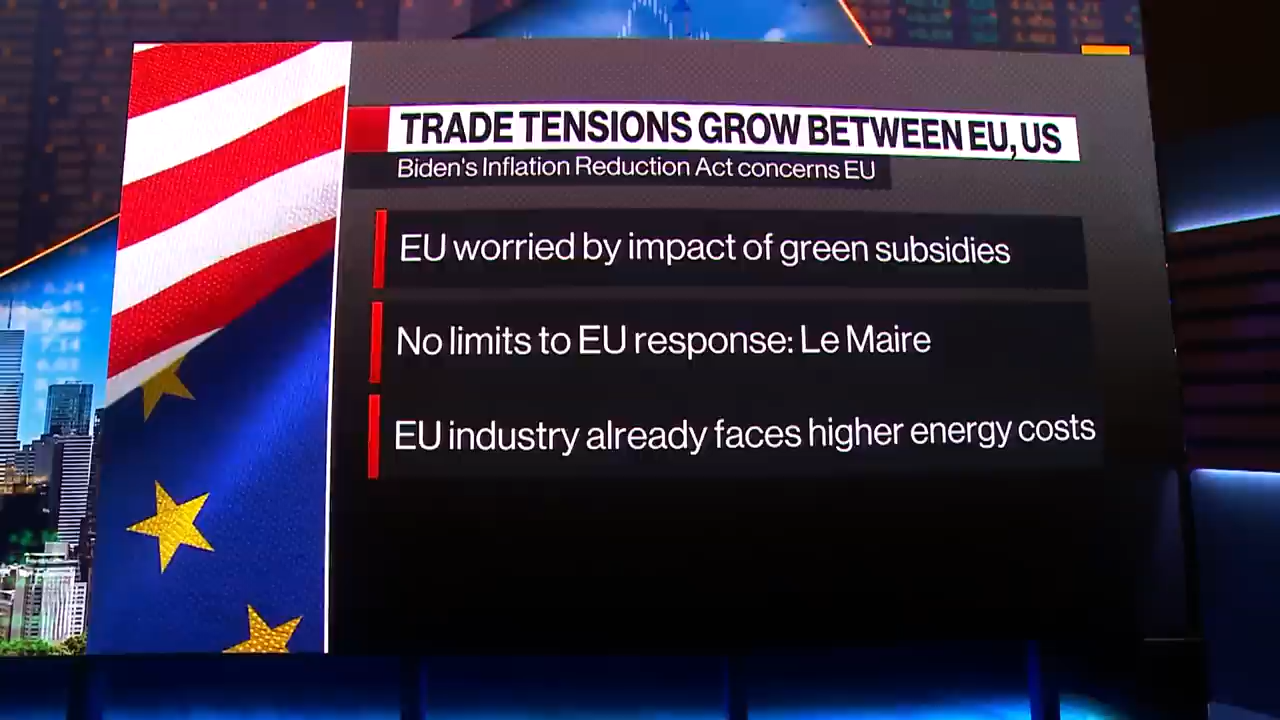 TRADE TENSIONS GROW BETWEEN EU, US
Biden's Inflation Reduction Act concerns EU
EU worried by impact of green subsidies
No limits to EU response: Le Maire
EU industry already faces higher energy costs